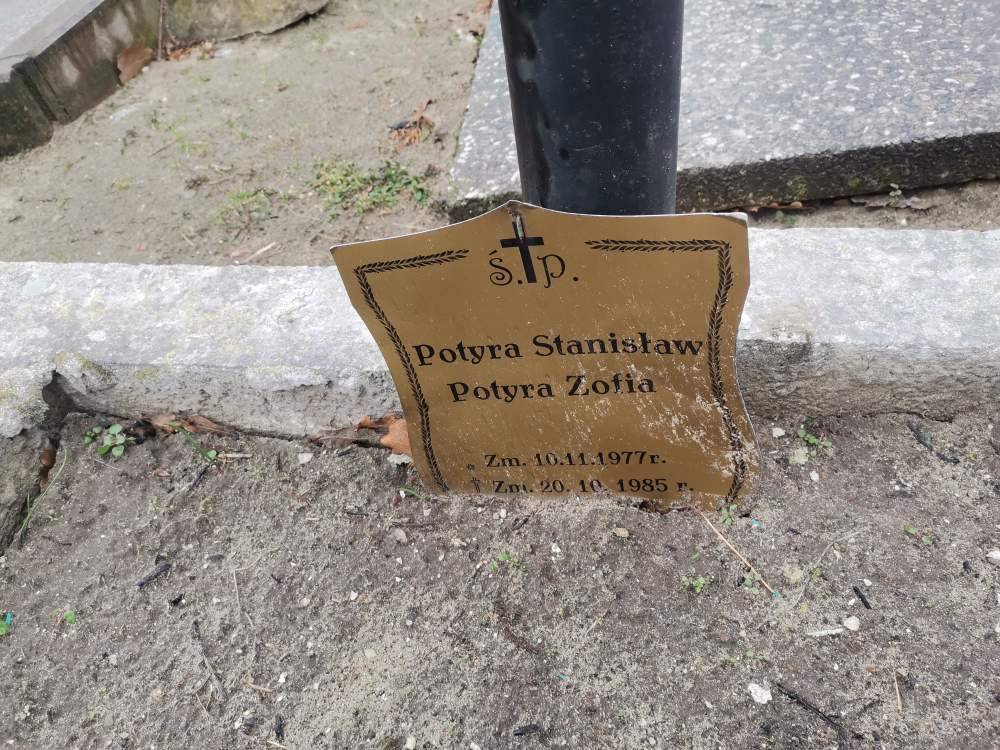 ś.p.
Potyra Stanisław
Potyra Zofia
Zm. 10.11.1977r.
Zm. 20. 10. 1985 r.